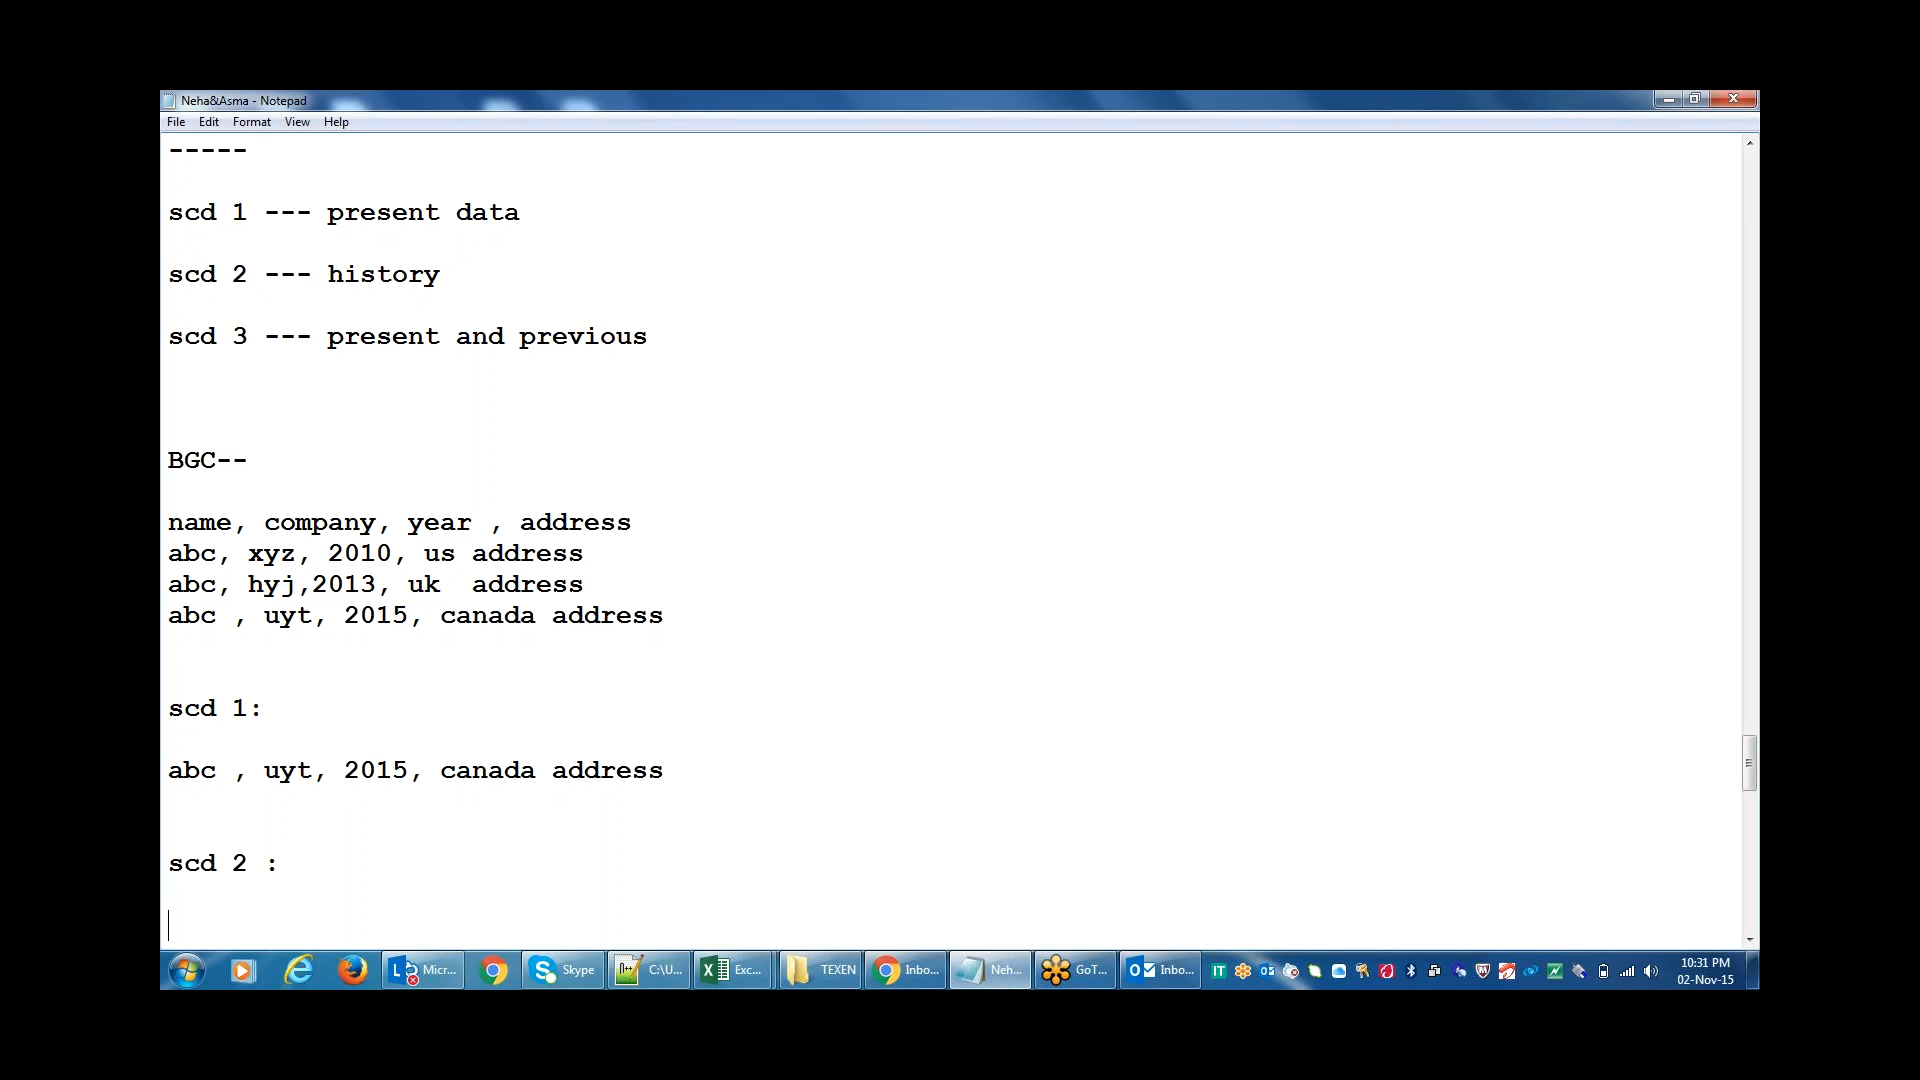 Neha&Asma - Notepad
File Edit Format View Help
-----
scd 1 --- present data
scd 2 --- history
scd 3 --- present and previous
BGC--
name, company, year , address
abc, xyz, 2010, us address
abc, hyj,2013, uk  address
abc , uyt, 2015, canada address
scd 1:
abc , uyt, 2015, canada address
scd 2 :
Micr... Skype C:\U... Exc... TEXEN Inbo... Neh... GoT... Inbo... 10:31 PM
02-Nov-15